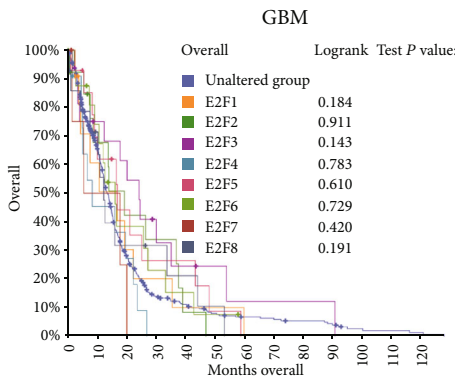 GBM
Overall Logrank Test P value:
Unaltered group
E2F1 0.184
E2F2 0.911
E2F3 0.143
E2F4 0.783
E2F5 0.610
E2F6 0.729
E2F7 0.420
E2F8 0.191
Overall
100%
90%
80%
70%
60%
50%
40%
30%
20%
10%
0%
0 10 20 30 40 50 60 70 80 90 100 110 120
Months overall